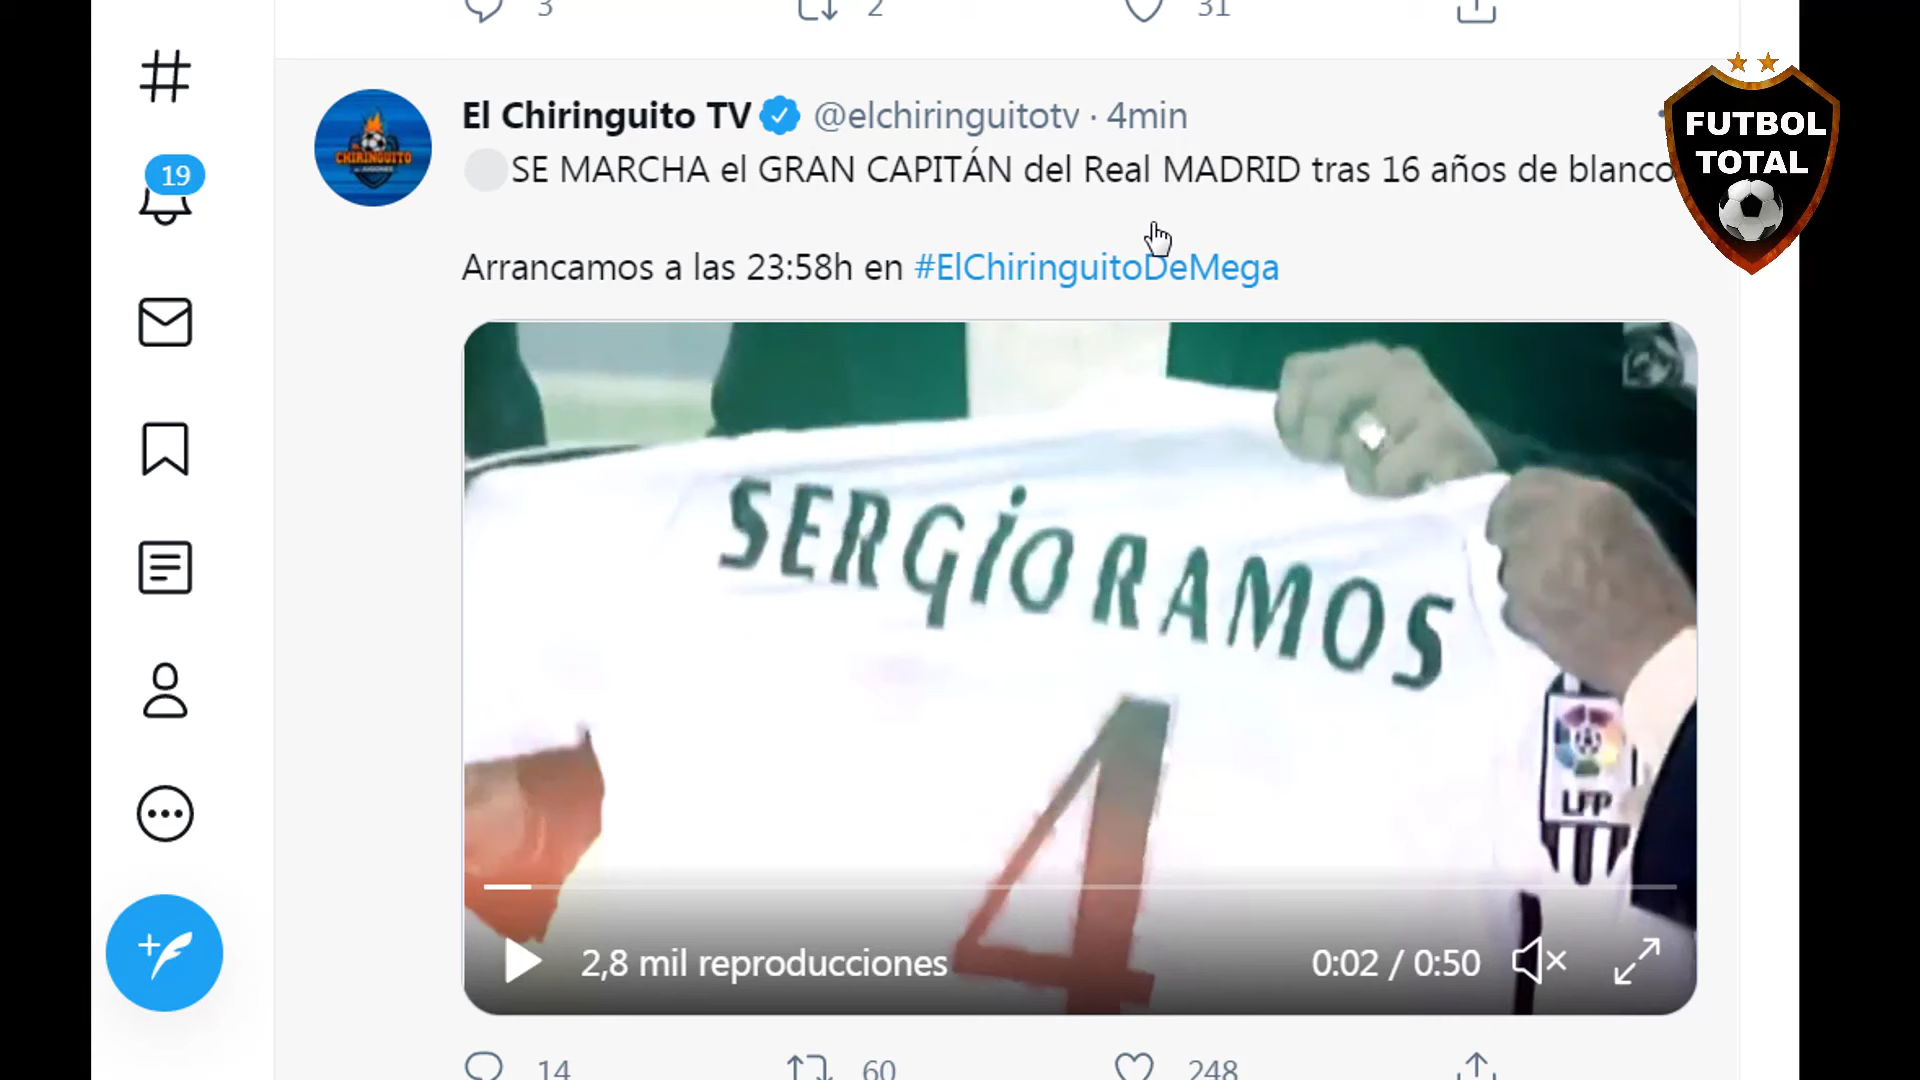 3 2 31
El Chiringuito TV @elchiringuitotv · 4min
SE MARCHA el GRAN CAPITÁN del Real MADRID tras 16 años de blanco
Arrancamos a las 23:58h en #ElChiringuitoDeMega
FUTBOL
TOTAL
CHIRINGUITO
19
SERGIO RAMOS
4
LFP
2,8 mil reproducciones 0:02 / 0:50
14 60 248